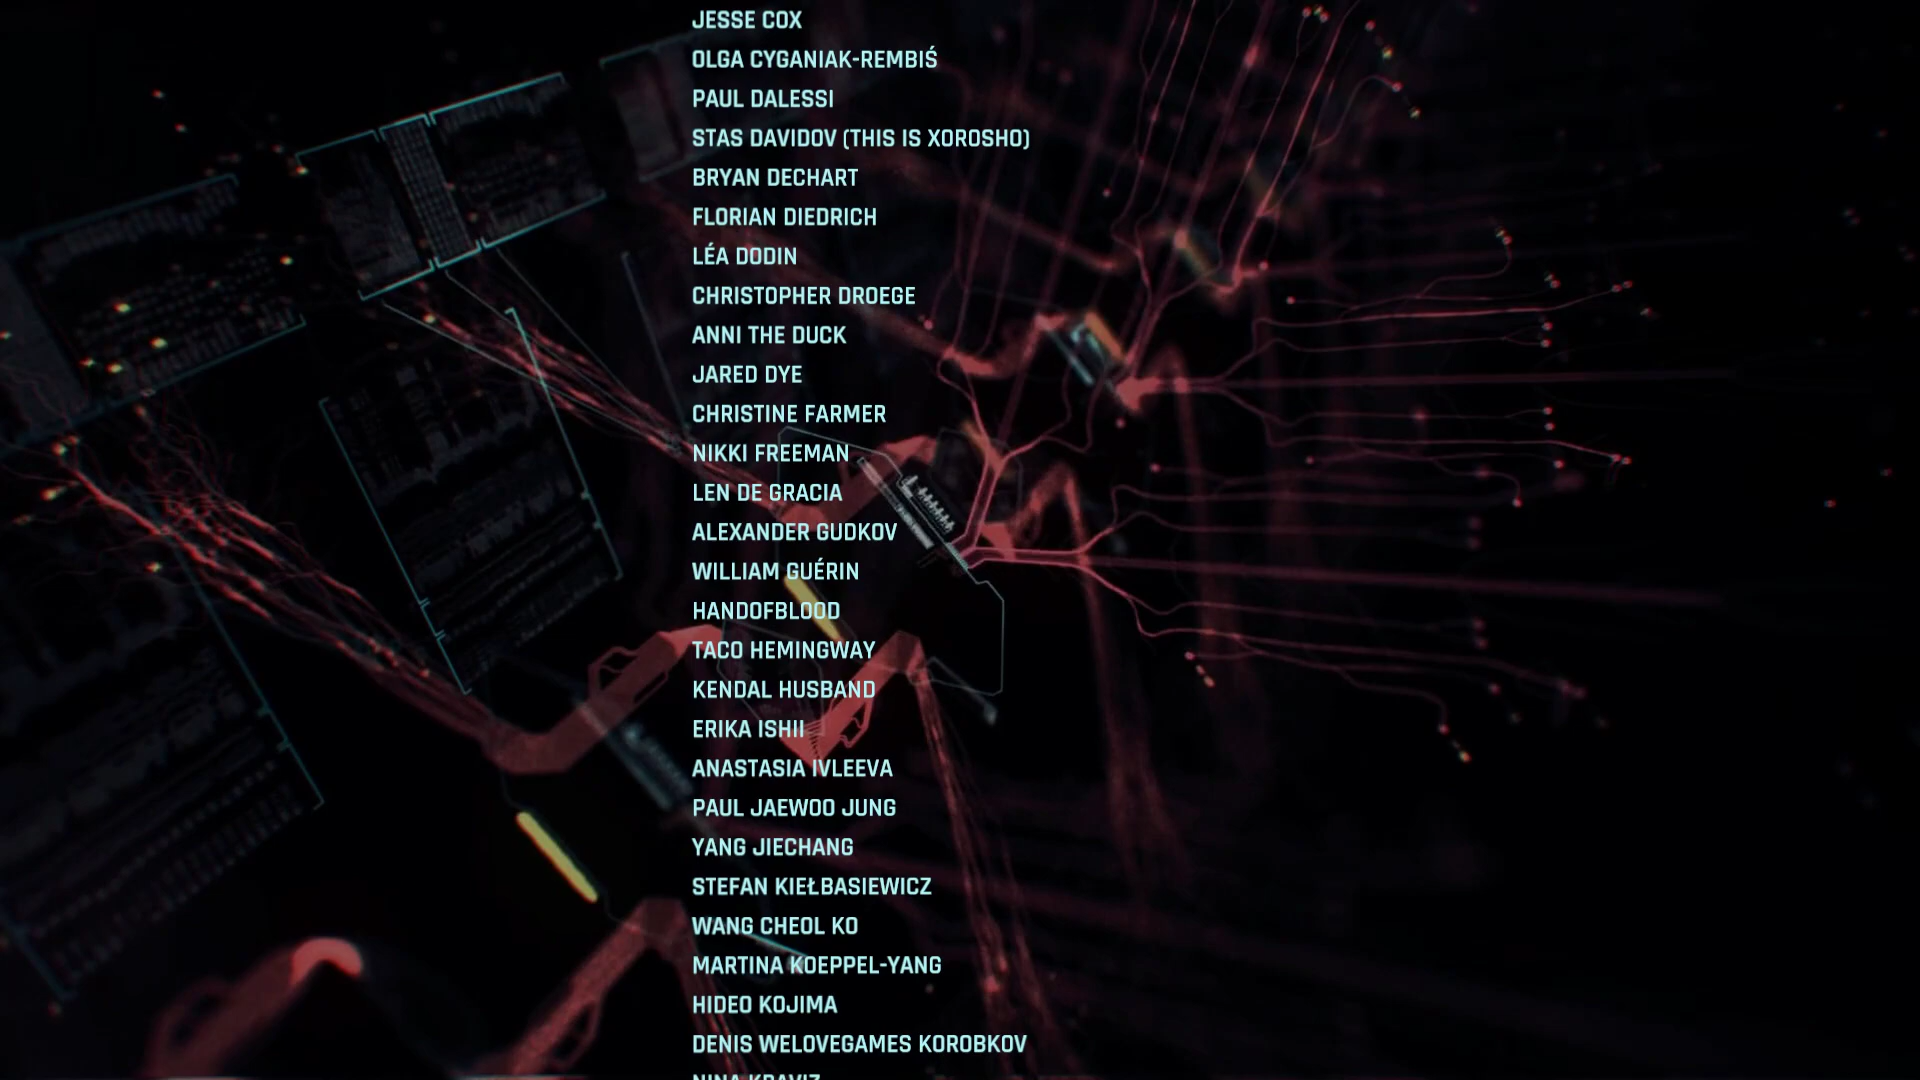 JESSE COX
OLGA CYGANIAK-REMBIŚ
PAUL DALESSI
STAS DAVIDOV (THIS IS XOROSHO)
BRYAN DECHART
FLORIAN DIEDRICH
LÉA DODIN
CHRISTOPHER DROEGE
ANNI THE DUCK
JARED DYE
CHRISTINE FARMER
NIKKI FREEMAN
LEN DE GRACIA
ALEXANDER GUDKOV
WILLIAM GUÉRIN
HANDOFBLOOD
TACO HEMINGWAY
KENDAL HUSBAND
ERIKA ISHII
ANASTASIA IVLEEVA
PAUL JAEWOO JUNG
YANG JIECHANG
STEFAN KIEŁBASIEWICZ
WANG CHEOL KO
MARTINA KOEPPEL-YANG
HIDEO KOJIMA
DENIS WELOVEGAMES KOROBKOV
NINA KRAVIZ